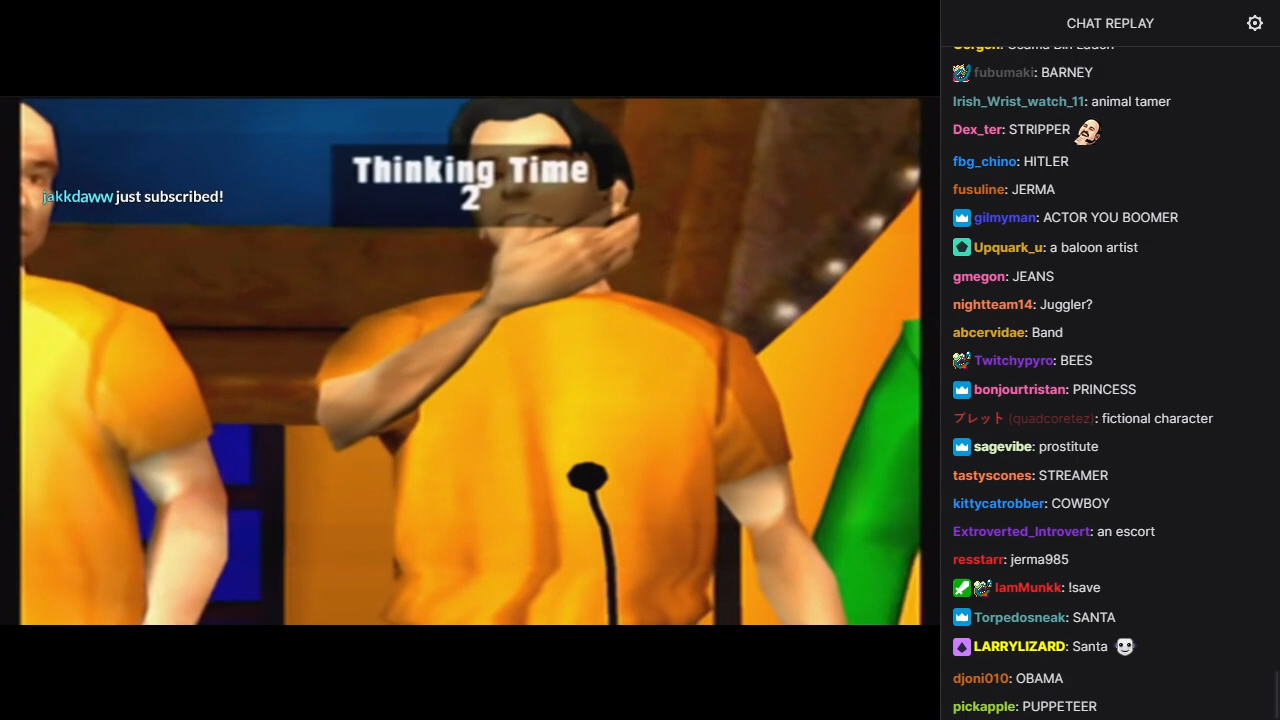 Thinking Time
2
jakkdaww just subscribed!
CHAT REPLAY
fubumaki: BARNEY
Irish_Wrist_watch_11: animal tamer
Dex_ter: STRIPPER
fbg_chino: HITLER
fusuline: JERMA
gilmyman: ACTOR YOU BOOMER
Upquark_u: a baloon artist
gmegon: JEANS
nightteam14: Juggler?
abcervidae: Band
Twitchypyro: BEES
bonjourtristan: PRINCESS
ブレット (quadcoretez): fictional character
sagevibe: prostitute
tastyscones: STREAMER
kittycatrobber: COWBOY
Extroverted_Introvert: an escort
resstarr: jerma985
IamMunkk: !save
Torpedosneak: SANTA
LARRYLIZARD: Santa
djoni010: OBAMA
pickapple: PUPPETEER